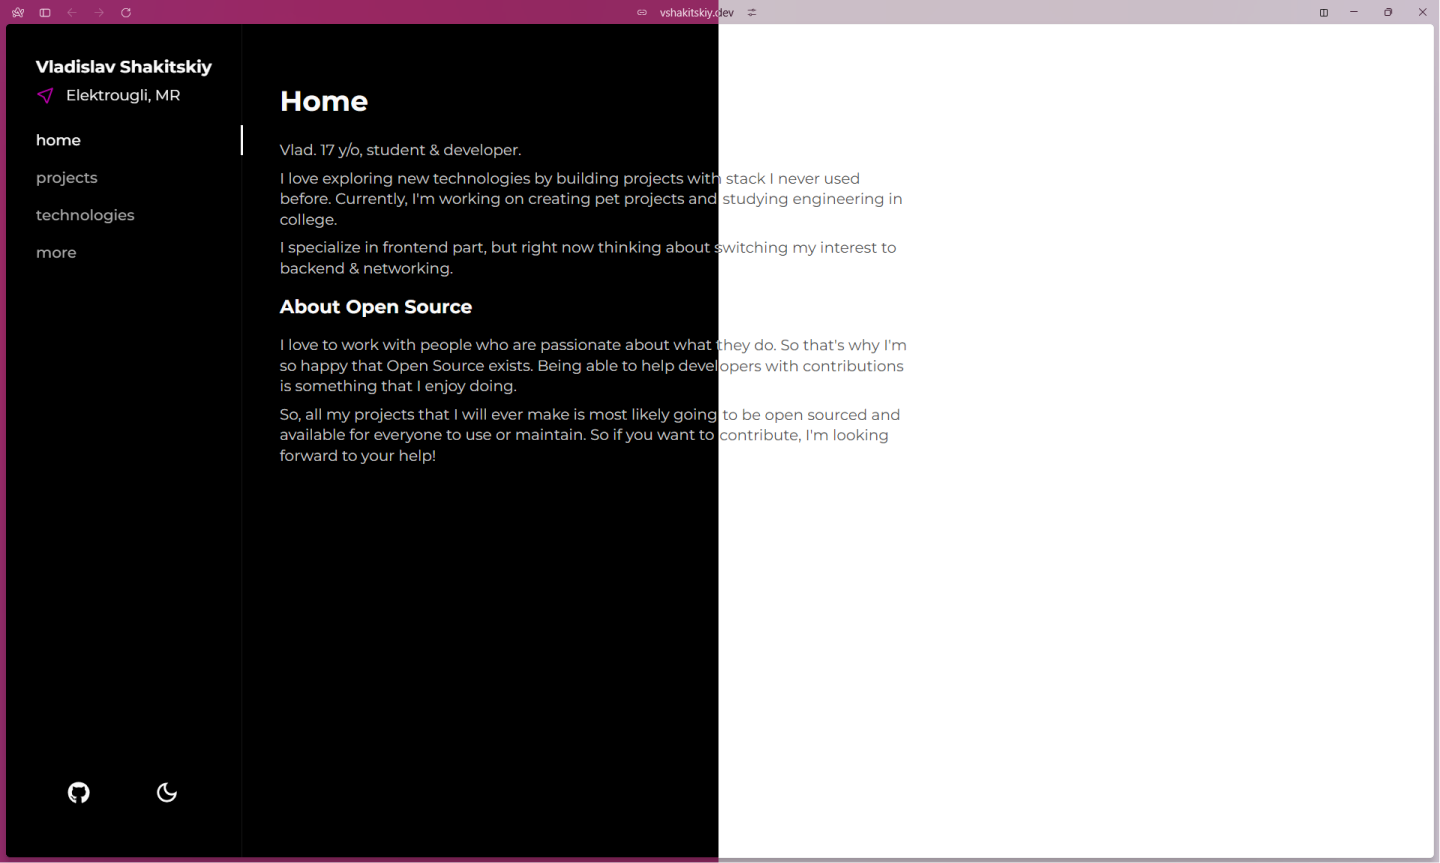 vshakitskiy.dev
Vladislav Shakitskiy
Elektrougli, MR
home
projects
technologies
more
Home
Vlad. 17 y/o, student & developer.
I love exploring new technologies by building projects with stack I never used
before. Currently, I'm working on creating pet projects and studying engineering in
college.
I specialize in frontend part, but right now thinking about switching my interest to
backend & networking.
About Open Source
I love to work with people who are passionate about what they do. So that's why I'm
so happy that Open Source exists. Being able to help developers with contributions
is something that I enjoy doing.
So, all my projects that I will ever make is most likely going to be open sourced and
available for everyone to use or maintain. So if you want to contribute, I'm looking
forward to your help!